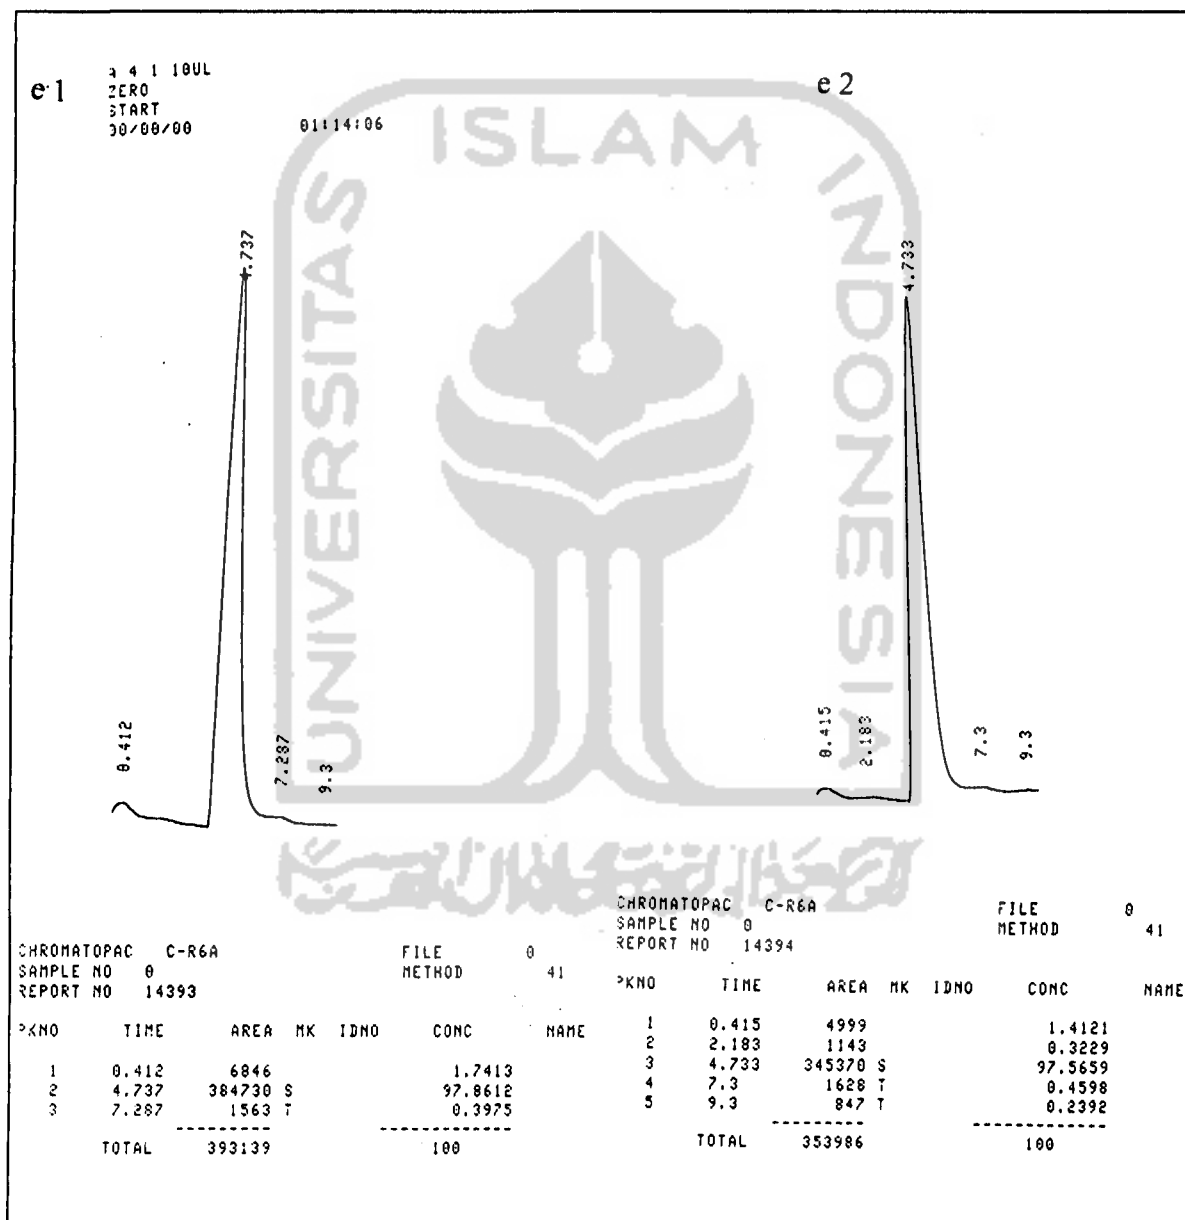 e 1
A 4 1 10UL
ZERO
START
00/00/00 01:14:06
4.737
0.412
7.287
9.3
CHROMATOPAC C-R6A FILE 0
SAMPLE NO 0 METHOD 41
REPORT NO 14393
PKNO TIME AREA MK IDNO CONC NAME
1 0.412 6846 1.7413
2 4.737 384730 S 97.8612
3 7.287 1563 T 0.3975
TOTAL 393139 100
e 2
4.733
0.415
2.183
7.3
9.3
CHROMATOPAC C-R6A FILE 0
SAMPLE NO 0 METHOD 41
REPORT NO 14394
PKNO TIME AREA MK IDNO CONC NAME
1 0.415 4999 1.4121
2 2.183 1143 0.3229
3 4.733 345370 S 97.5659
4 7.3 1628 T 0.4598
5 9.3 847 T 0.2392
TOTAL 353986 100
UNIVERSITAS
ISLAM
INDONESIA